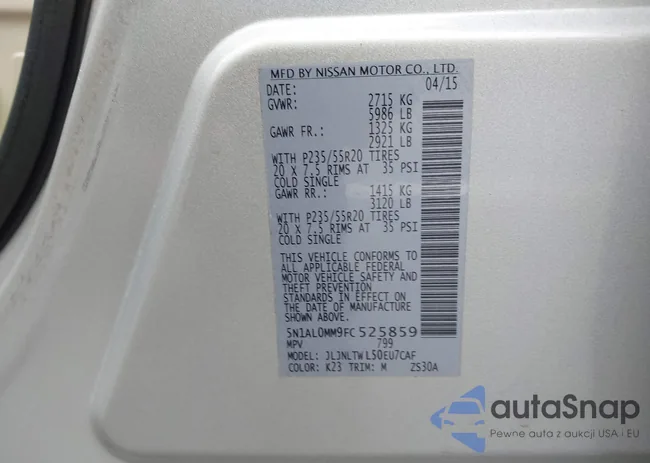 MFD BY NISSAN MOTOR CO., LTD.
DATE: 04/15
GVWR: 2715 KG
5986 LB
GAWR FR.: 1325 KG
2921 LB
WITH P235/55R20 TIRES
20 X 7.5 RIMS AT 35 PSI
COLD SINGLE
GAWR RR.: 1415 KG
3120 LB
WITH P235/55R20 TIRES
20 X 7.5 RIMS AT 35 PSI
COLD SINGLE
THIS VEHICLE CONFORMS TO
ALL APPLICABLE FEDERAL
MOTOR VEHICLE SAFETY AND
THEFT PREVENTION
STANDARDS IN EFFECT ON
THE DATE OF MANUFACTURE
SHOWN ABOVE.
5N1AL0MM9FC525859
MPV 799
MODEL: JLJNLTWL50EU7CAF
COLOR: K23 TRIM: M ZS30A
autaSnap
Pewne auta z aukcji USA i EU